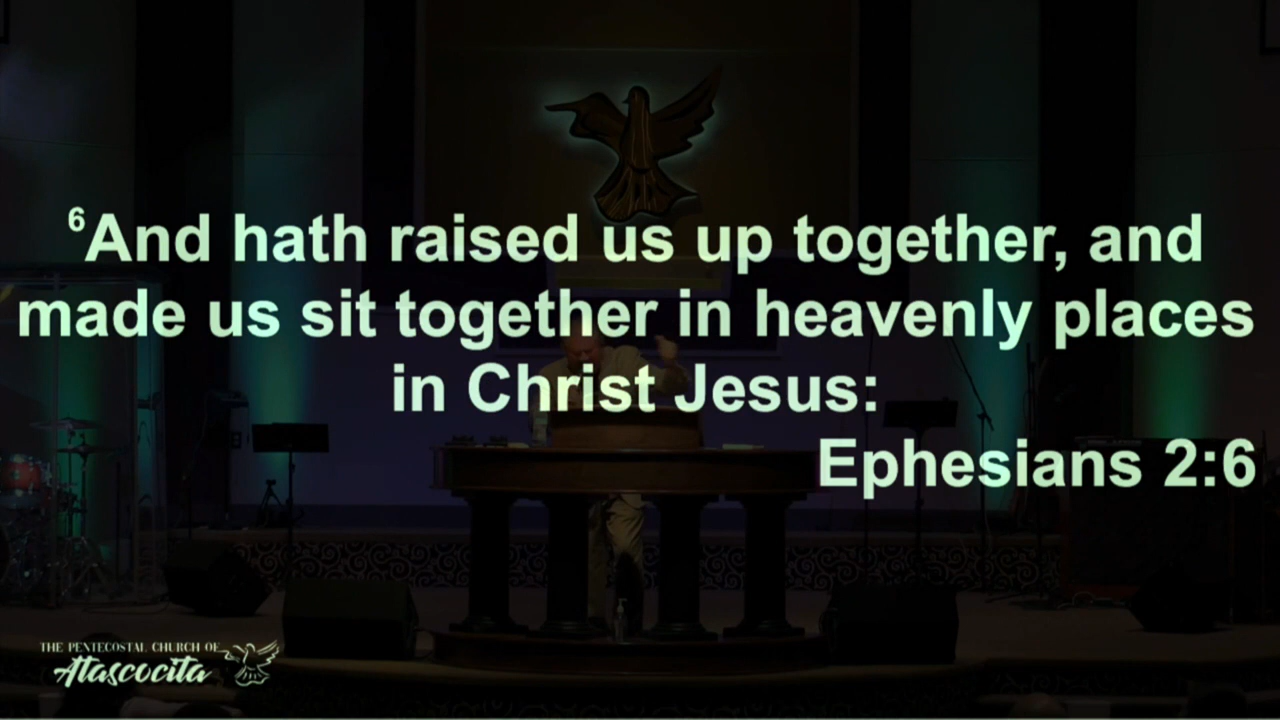 ⁶And hath raised us up together, and
made us sit together in heavenly places
in Christ Jesus:
Ephesians 2:6
THE PENTECOSTAL CHURCH OF
Atascocita